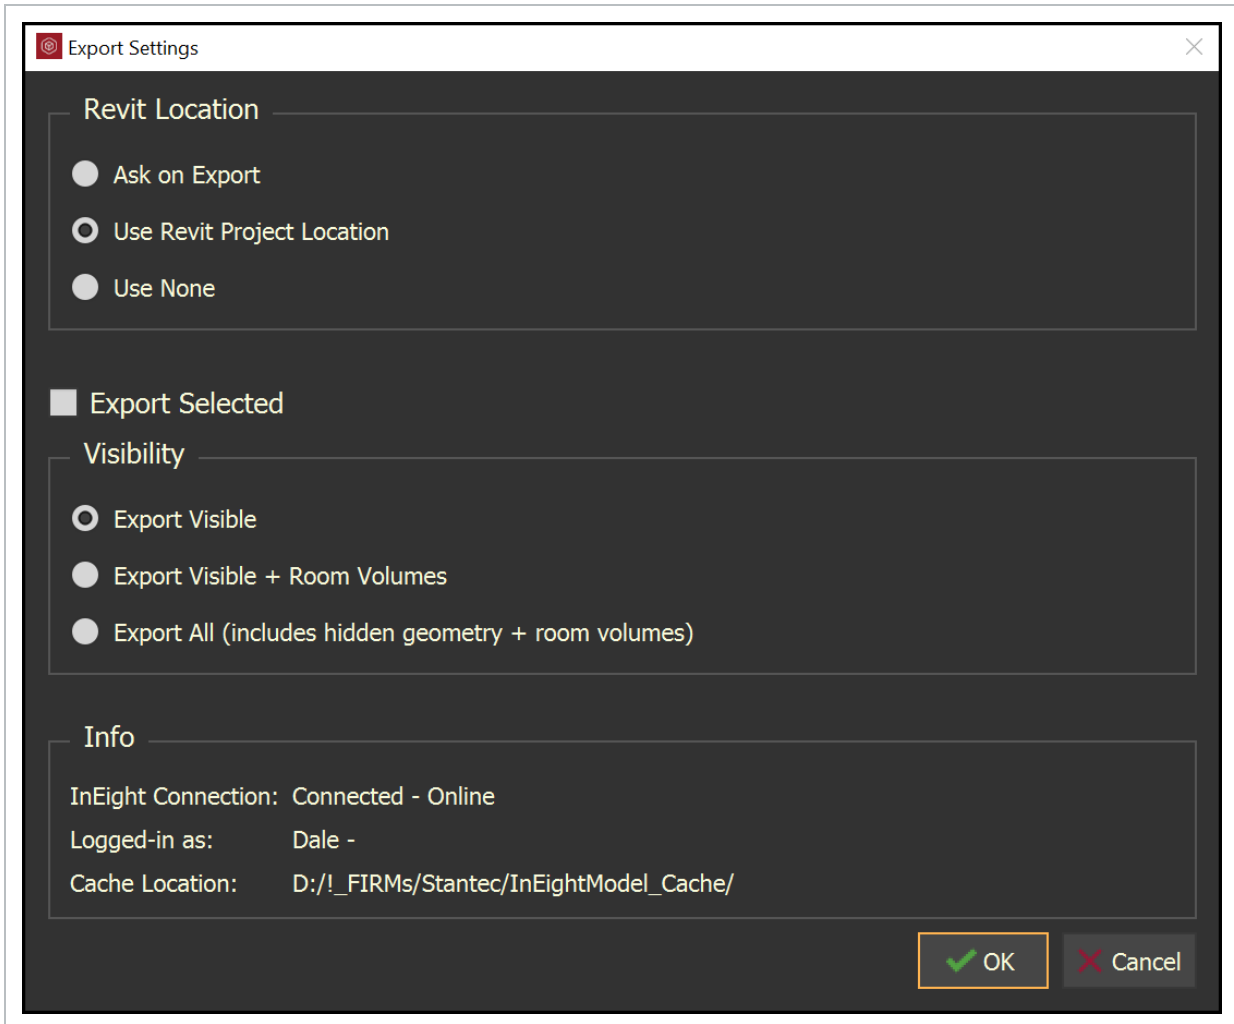 Export Settings
Revit Location
Ask on Export
Use Revit Project Location
Use None
Export Selected
Visibility
Export Visible
Export Visible + Room Volumes
Export All (includes hidden geometry + room volumes)
Info
InEight Connection: Connected - Online
Logged-in as: Dale -
Cache Location: D:/!_FIRMs/Stantec/InEightModel_Cache/
OK Cancel